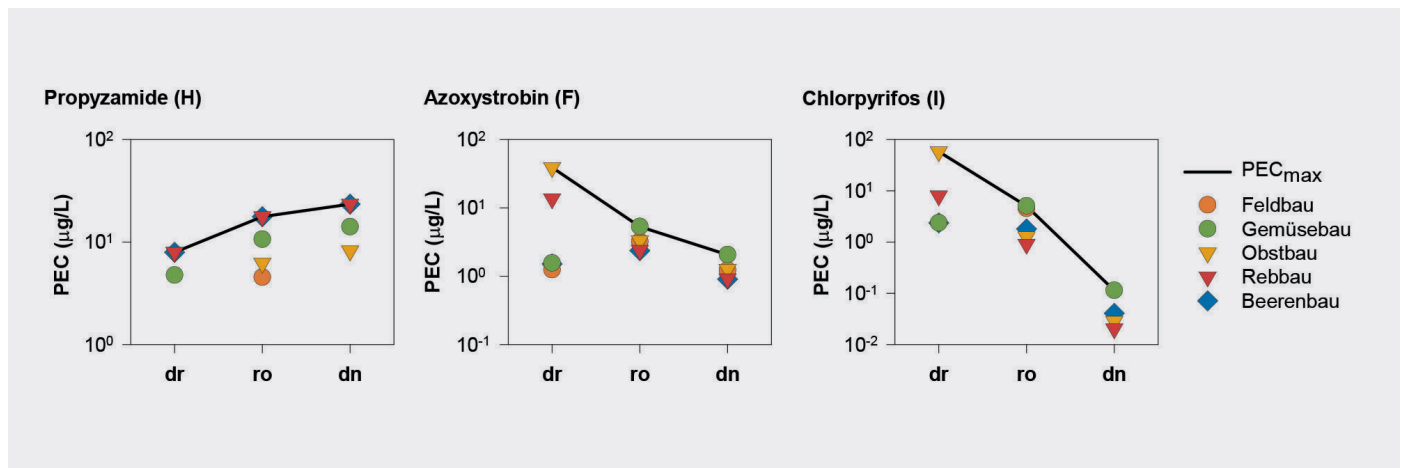 Propyzamide (H)
10²
10¹
10⁰
PEC (µg/L)
dr ro dn
Azoxystrobin (F)
10²
10¹
10⁰
10⁻¹
PEC (µg/L)
dr ro dn
Chlorpyrifos (I)
10²
10¹
10⁰
10⁻¹
10⁻²
PEC (µg/L)
dr ro dn
PECmax
Feldbau
Gemüsebau
Obstbau
Rebbau
Beerenbau